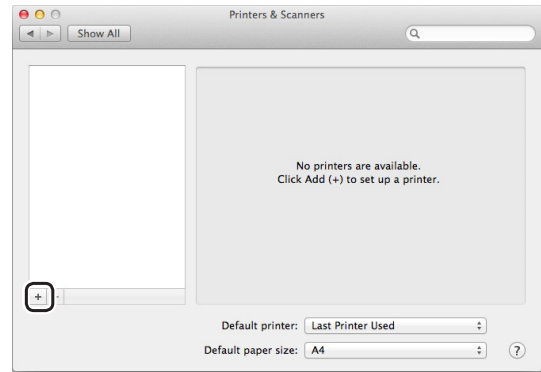 Printers & Scanners
Show All
No printers are available.
Click Add (+) to set up a printer.
+ -
Default printer: Last Printer Used
Default paper size: A4 ?